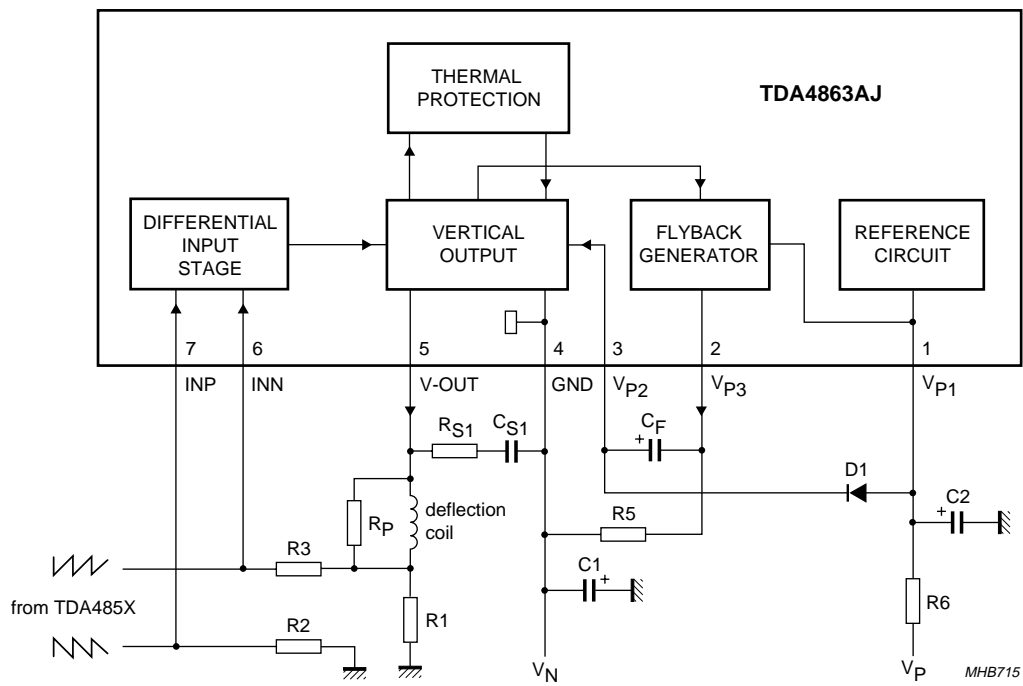 THERMAL
PROTECTION
TDA4863AJ
DIFFERENTIAL
INPUT
STAGE
VERTICAL
OUTPUT
FLYBACK
GENERATOR
REFERENCE
CIRCUIT
7
6
5
4
3
2
1
INP
INN
V-OUT
GND
VP2
VP3
VP1
RS1
CS1
+
CF
D1
+
C2
RP
deflection
coil
R5
R3
C1
+
from TDA485X
R1
R6
R2
VN
VP
MHB715